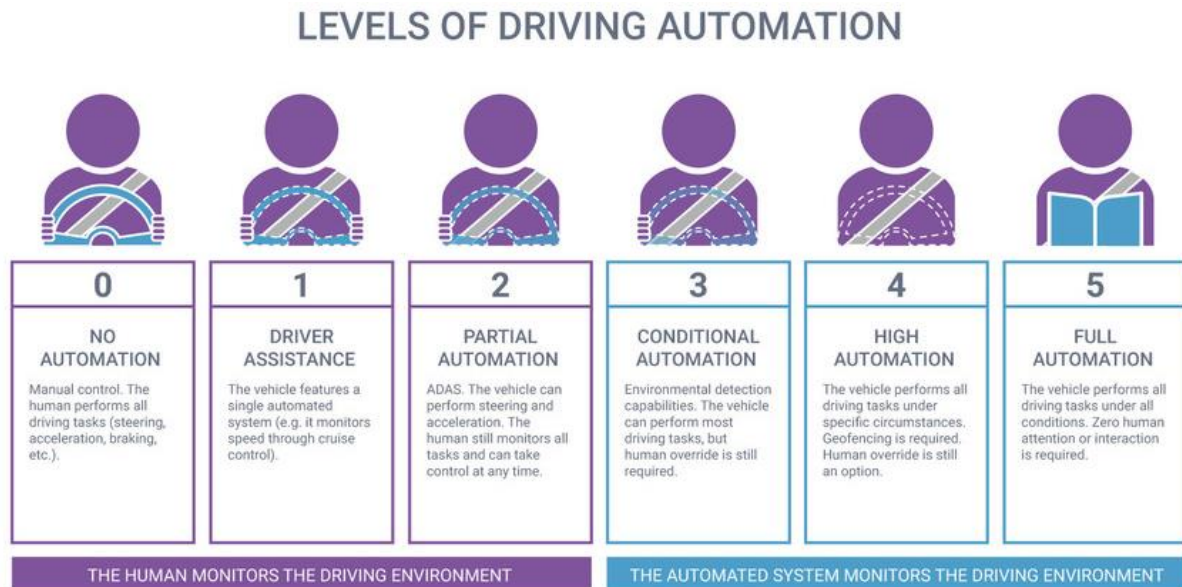 LEVELS OF DRIVING AUTOMATION
0
NO
AUTOMATION
Manual control. The
human performs all
driving tasks (steering,
acceleration, braking,
etc.).
1
DRIVER
ASSISTANCE
The vehicle features a
single automated
system (e.g. it monitors
speed through cruise
control).
2
PARTIAL
AUTOMATION
ADAS. The vehicle can
perform steering and
acceleration. The
human still monitors all
tasks and can take
control at any time.
3
CONDITIONAL
AUTOMATION
Environmental detection
capabilities. The vehicle
can perform most
driving tasks, but
human override is still
required.
4
HIGH
AUTOMATION
The vehicle performs all
driving tasks under
specific circumstances.
Geofencing is required.
Human override is still
an option.
5
FULL
AUTOMATION
The vehicle performs all
driving tasks under all
conditions. Zero human
attention or interaction
is required.
THE HUMAN MONITORS THE DRIVING ENVIRONMENT
THE AUTOMATED SYSTEM MONITORS THE DRIVING ENVIRONMENT